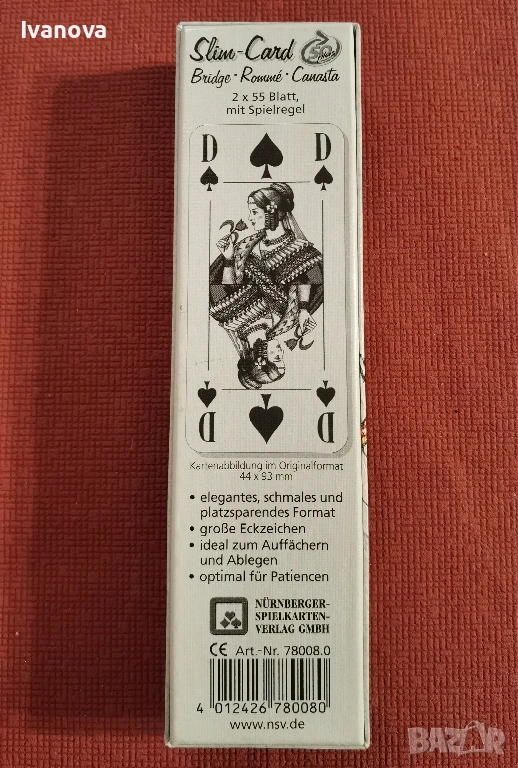 Ivanova
Slim-Card
50
Bridge · Rommé · Canasta
2 x 55 Blatt,
mit Spielregel
D D
D D
Kartenabbildung im Originalformat
44 x 93 mm
• elegantes, schmales und
platzsparendes Format
• große Eckzeichen
• ideal zum Auffächern
und Ablegen
• optimal für Patiencen
NÜRNBERGER-
SPIELKARTEN-
VERLAG GMBH
CE Art.-Nr. 78008.0
4 012426 780080
www.nsv.de
BAZAR